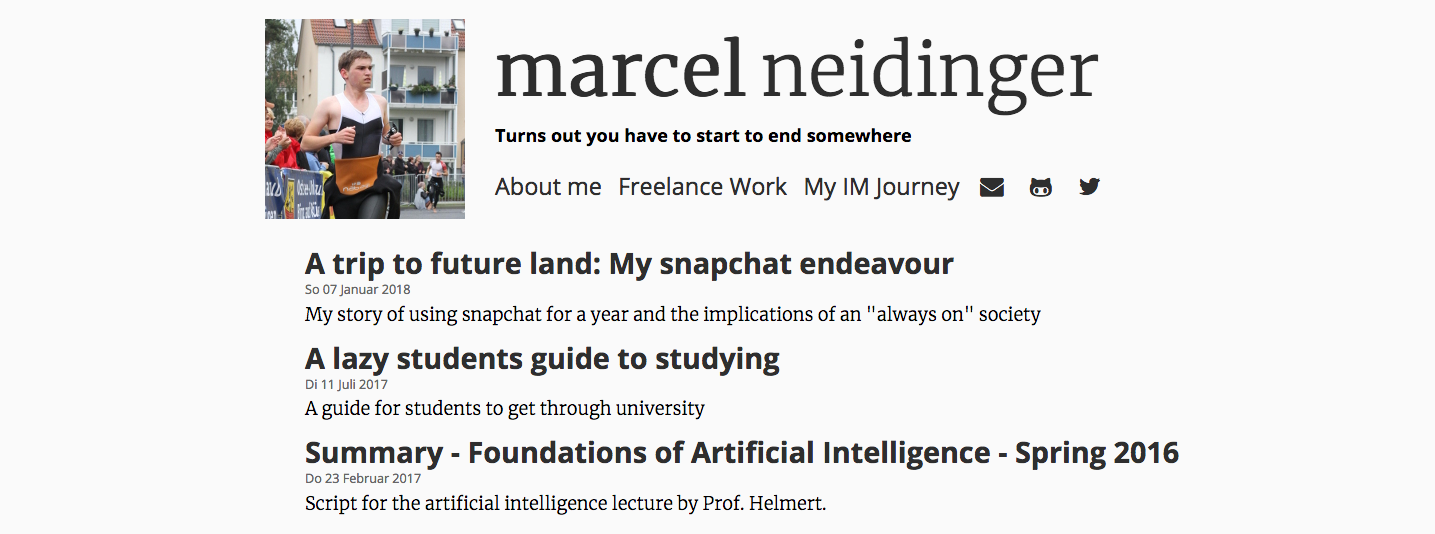 marcel neidinger
Turns out you have to start to end somewhere
About me Freelance Work My IM Journey
A trip to future land: My snapchat endeavour
So 07 Januar 2018
My story of using snapchat for a year and the implications of an "always on" society
A lazy students guide to studying
Di 11 Juli 2017
A guide for students to get through university
Summary - Foundations of Artificial Intelligence - Spring 2016
Do 23 Februar 2017
Script for the artificial intelligence lecture by Prof. Helmert.